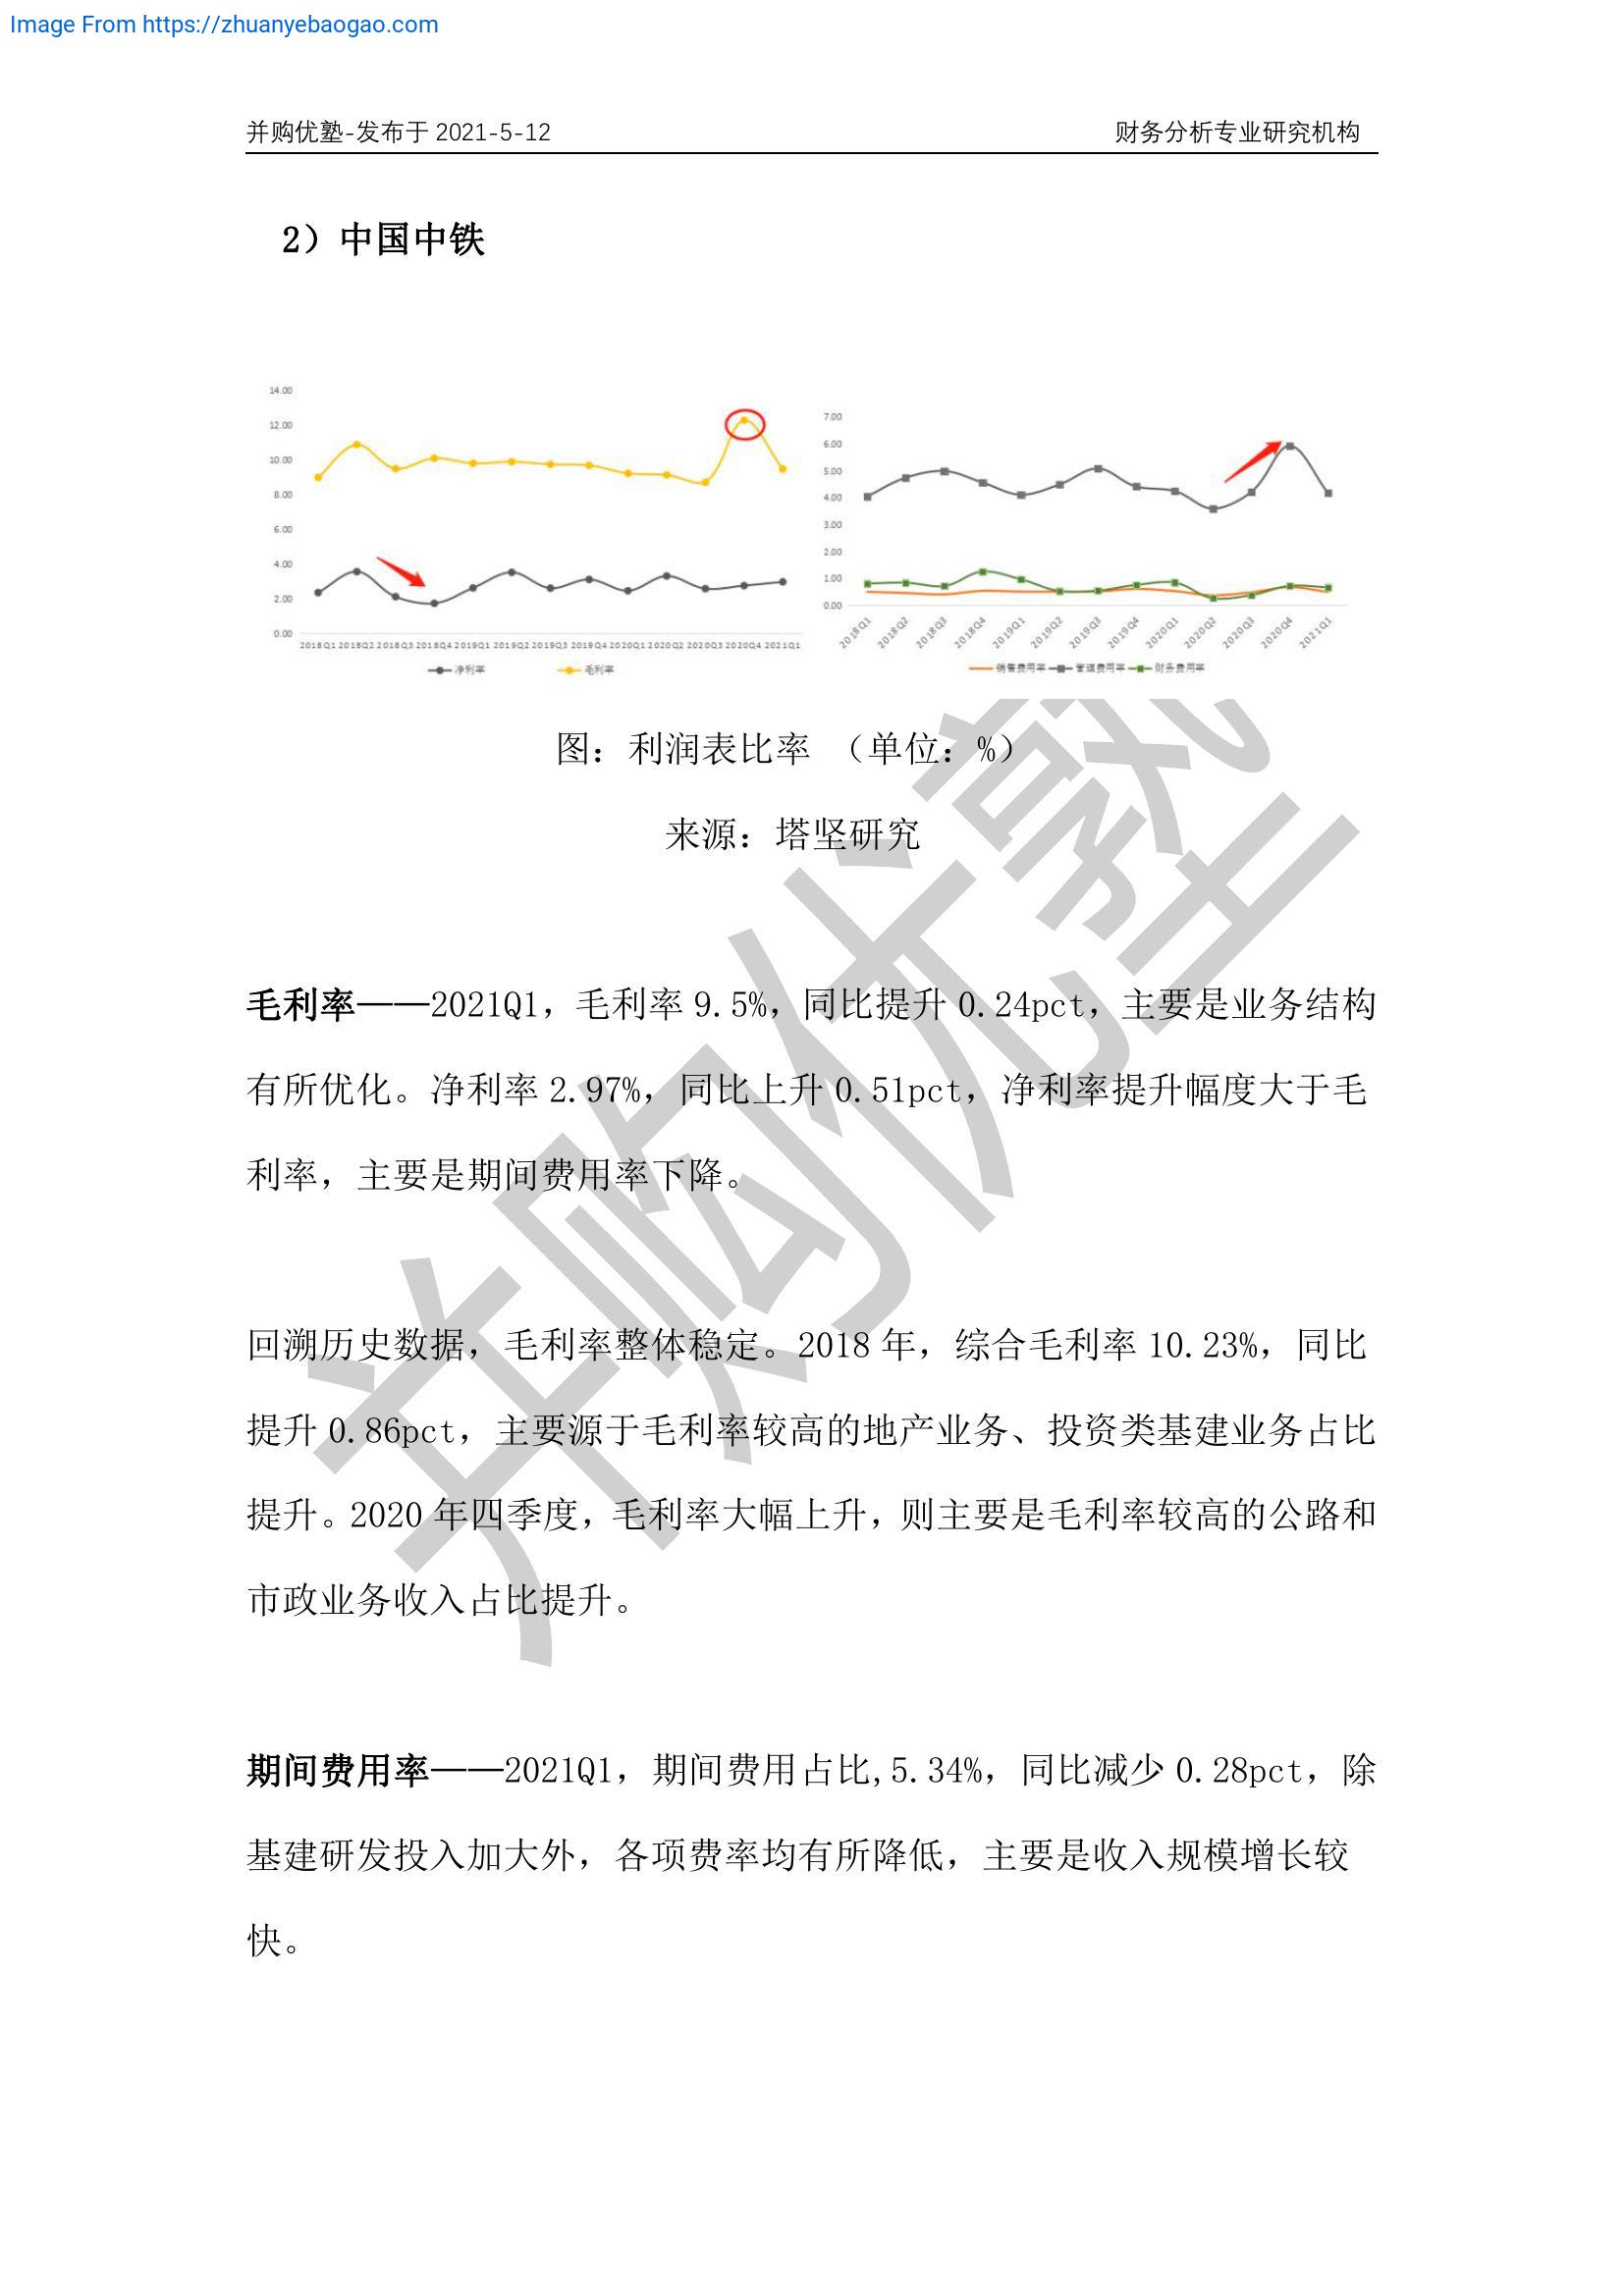 Image From https://zhuanyebaogao.com
并购优塾-发布于 2021-5-12 财务分析专业研究机构
2）中国中铁
14.00
12.00
10.00
8.00
6.00
4.00
2.00
0.00
2018Q1 2018Q2 2018Q3 2018Q4 2019Q1 2019Q2 2019Q3 2019Q4 2020Q1 2020Q2 2020Q3 2020Q4 2021Q1
净利率 毛利率
7.00
6.00
5.00
4.00
3.00
2.00
1.00
0.00
2018Q1 2018Q2 2018Q3 2018Q4 2019Q1 2019Q2 2019Q3 2019Q4 2020Q1 2020Q2 2020Q3 2020Q4 2021Q1
销售费用率 管理费用率 财务费用率
图：利润表比率 （单位：%）
来源：塔坚研究
毛利率——2021Q1，毛利率 9.5%，同比提升 0.24pct，主要是业务结构
有所优化。净利率 2.97%，同比上升 0.51pct，净利率提升幅度大于毛
利率，主要是期间费用率下降。
回溯历史数据，毛利率整体稳定。2018 年，综合毛利率 10.23%，同比
提升 0.86pct，主要源于毛利率较高的地产业务、投资类基建业务占比
提升。2020 年四季度，毛利率大幅上升，则主要是毛利率较高的公路和
市政业务收入占比提升。
期间费用率——2021Q1，期间费用占比,5.34%，同比减少 0.28pct，除
基建研发投入加大外，各项费率均有所降低，主要是收入规模增长较
快。
并购优塾